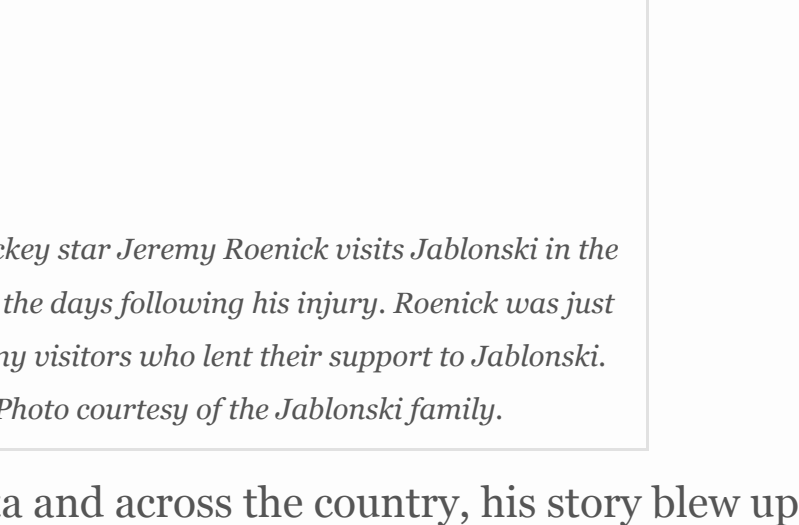 ckey star Jeremy Roenick visits Jablonski in the
the days following his injury. Roenick was just
ny visitors who lent their support to Jablonski.
Photo courtesy of the Jablonski family.
a and across the country, his story blew up